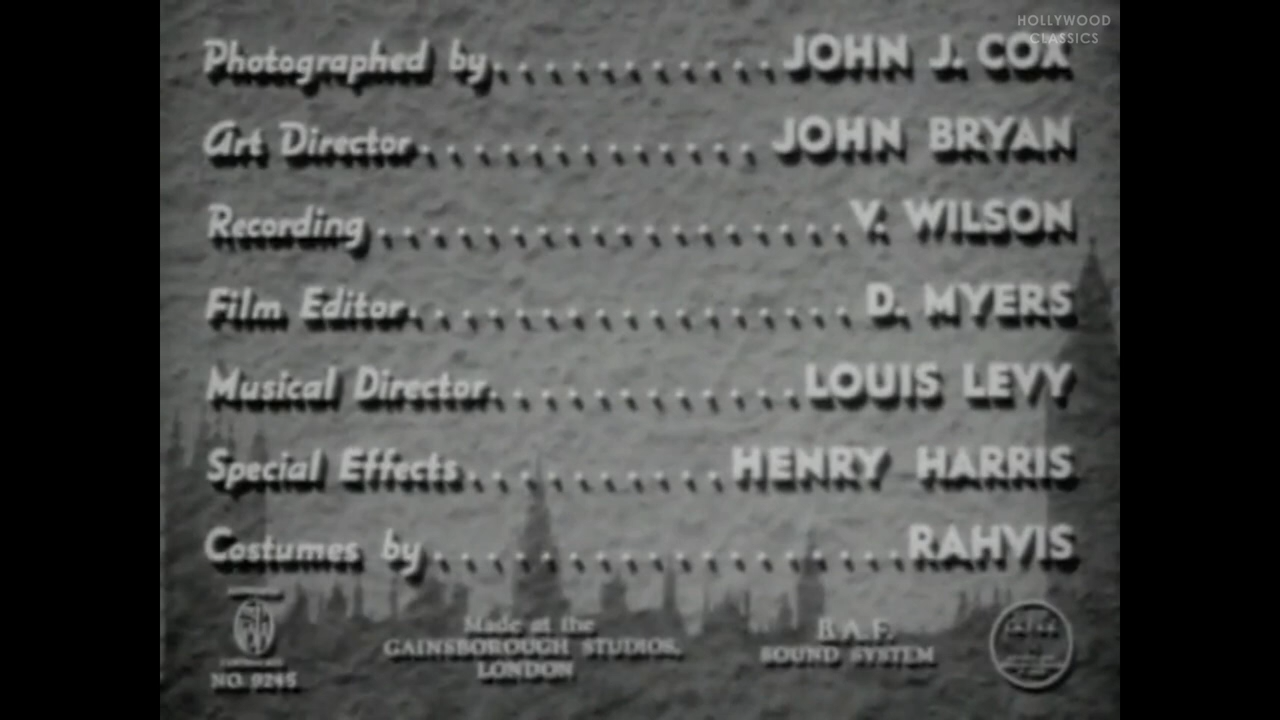 HOLLYWOOD
CLASSICS
Photographed by...........JOHN J. COX
Art Director.............JOHN BRYAN
Recording..................V. WILSON
Film Editor.................D. MYERS
Musical Director............LOUIS LEVY
Special Effects..........HENRY HARRIS
Costumes by..................RAHVIS
Made at the
GAINSBOROUGH STUDIOS,
LONDON
B.A.F.
SOUND SYSTEM
NO. 9245